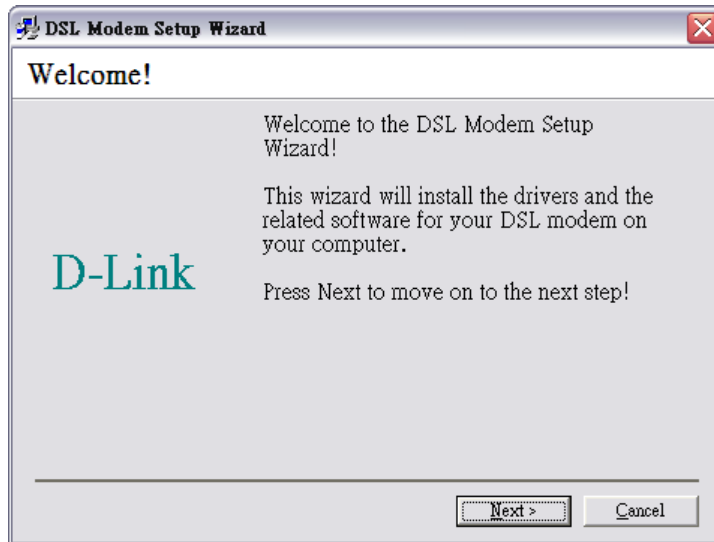 DSL Modem Setup Wizard
Welcome!
Welcome to the DSL Modem Setup
Wizard!
This wizard will install the drivers and the
related software for your DSL modem on
your computer.
D-Link
Press Next to move on to the next step!
Next >
Cancel